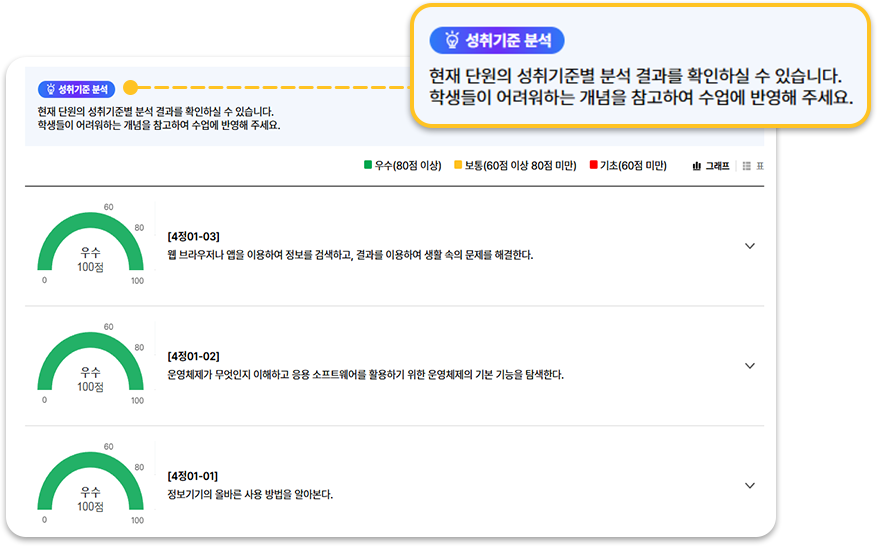 성취기준 분석
현재 단원의 성취기준별 분석 결과를 확인하실 수 있습니다.
학생들이 어려워하는 개념을 참고하여 수업에 반영해 주세요.
성취기준 분석
현재 단원의 성취기준별 분석 결과를 확인하실 수 있습니다.
학생들이 어려워하는 개념을 참고하여 수업에 반영해 주세요.
우수(80점 이상) 보통(60점 이상 80점 미만) 기초(60점 미만) 그래프 표
60
80
우수
100점
0 100
[4정01-03]
웹 브라우저나 앱을 이용하여 정보를 검색하고, 결과를 이용하여 생활 속의 문제를 해결한다.
60
80
우수
100점
0 100
[4정01-02]
운영체제가 무엇인지 이해하고 응용 소프트웨어를 활용하기 위한 운영체제의 기본 기능을 탐색한다.
60
80
우수
100점
0 100
[4정01-01]
정보기기의 올바른 사용 방법을 알아본다.